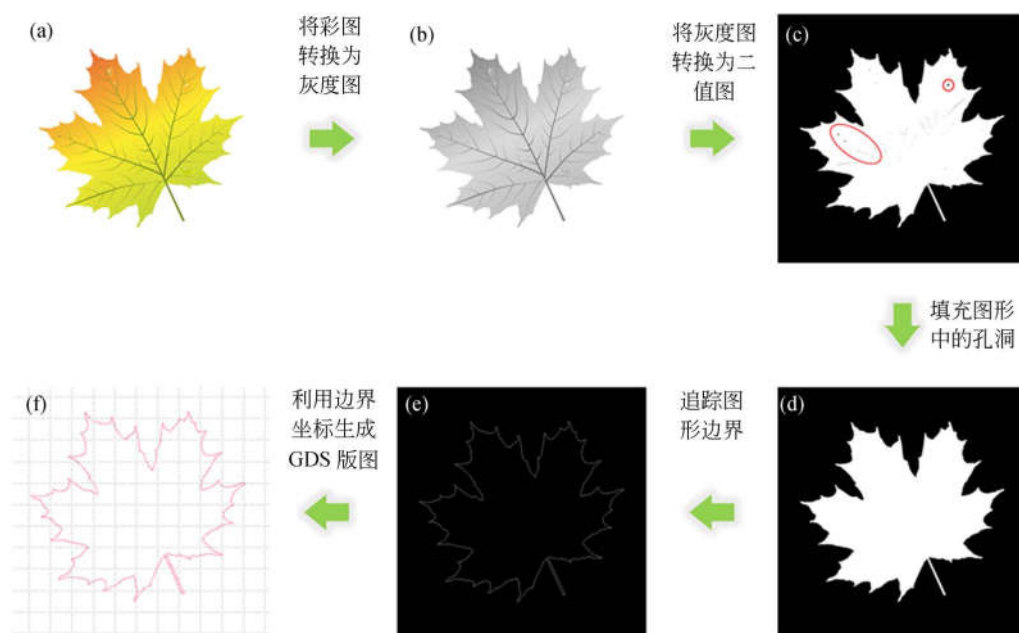 (a)
将彩图
转换为
灰度图
(b)
将灰度图
转换为二
值图
(c)
填充图形
中的孔洞
(d)
追踪图
形边界
(e)
利用边界
坐标生成
GDS 版图
(f)